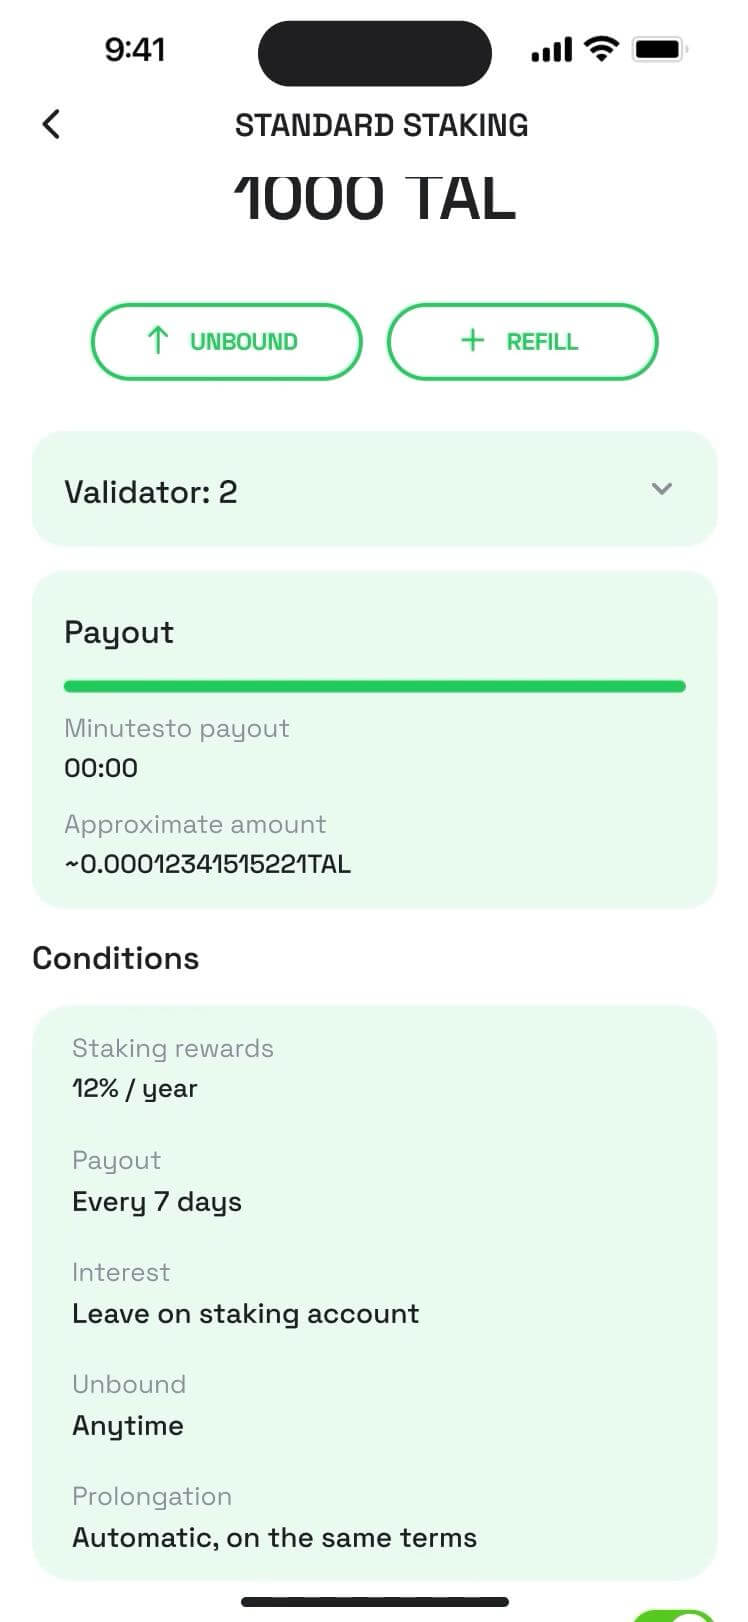 9:41
STANDARD STAKING
1000 TAL
UNBOUND
REFILL
Validator: 2
Payout
Minutesto payout
00:00
Approximate amount
~0.00012341515221TAL
Conditions
Staking rewards
12% / year
Payout
Every 7 days
Interest
Leave on staking account
Unbound
Anytime
Prolongation
Automatic, on the same terms